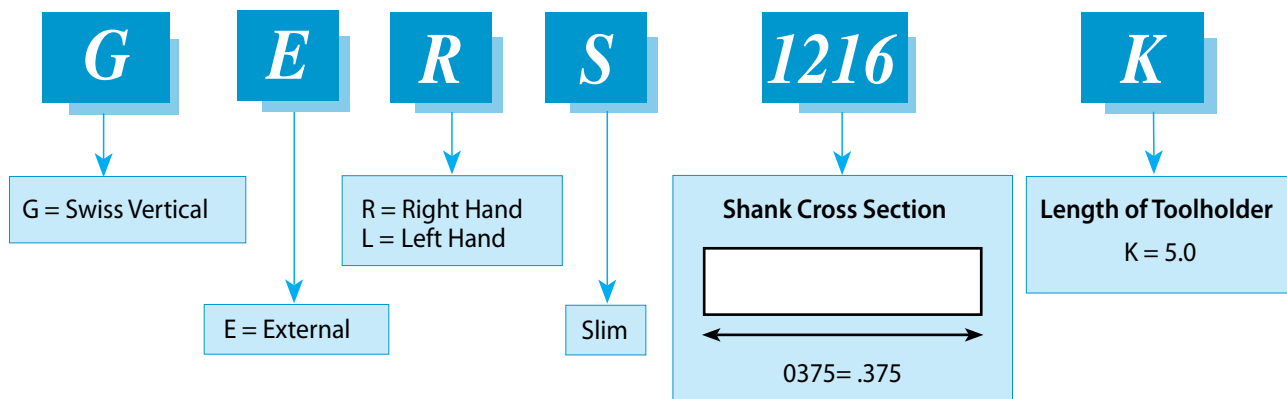 G E R S 1216 K
G = Swiss Vertical
E = External
R = Right Hand
L = Left Hand
Slim
Shank Cross Section
0375= .375
Length of Toolholder
K = 5.0